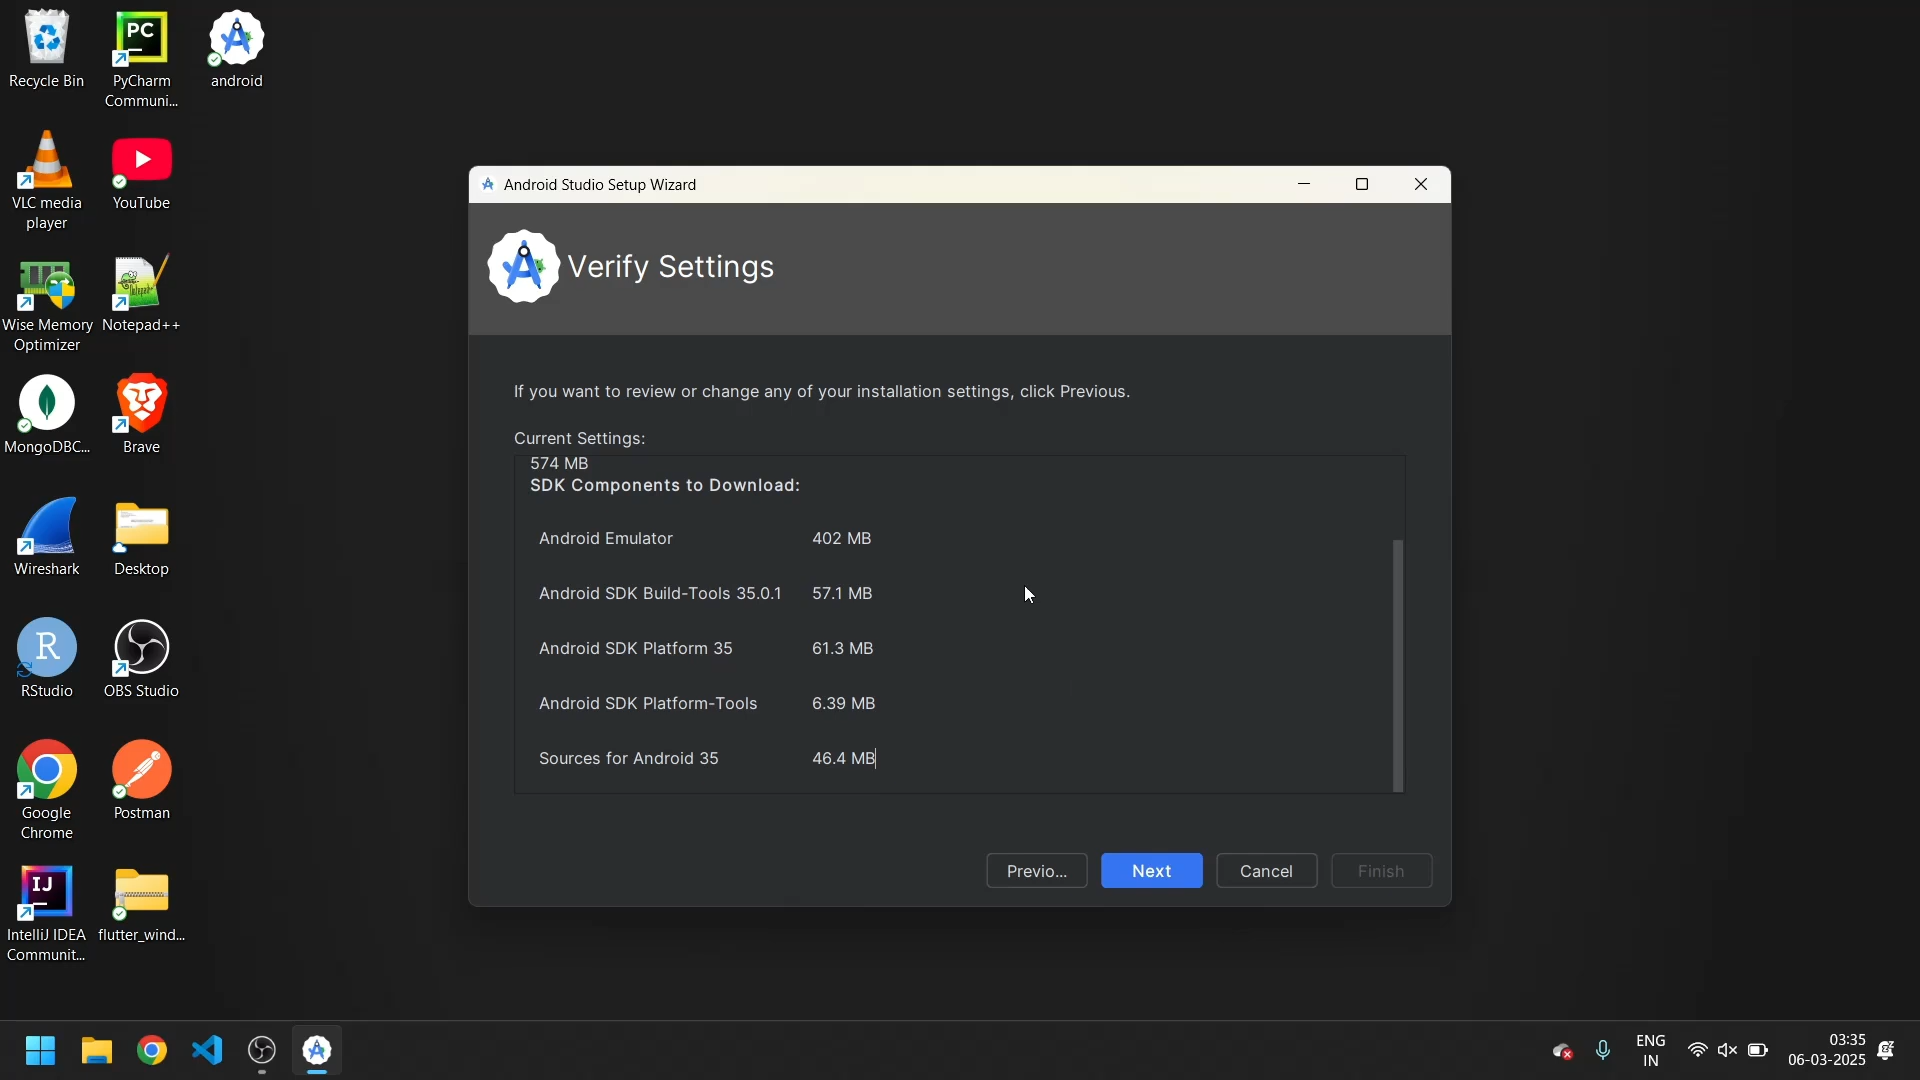 Recycle Bin
PC
PyCharm
Communi...
android
VLC media
player
YouTube
Wise Memory
Optimizer
Notepad++
MongoDBC...
Brave
Wireshark
Desktop
R
RStudio
OBS Studio
Google
Chrome
Postman
IJ
IntelliJ IDEA
Communit...
flutter_wind...
Android Studio Setup Wizard
Verify Settings
If you want to review or change any of your installation settings, click Previous.
Current Settings:
574 MB
SDK Components to Download:
Android Emulator 402 MB
Android SDK Build-Tools 35.0.1 57.1 MB
Android SDK Platform 35 61.3 MB
Android SDK Platform-Tools 6.39 MB
Sources for Android 35 46.4 MB
Previo... Next Cancel Finish
ENG
IN
03:35
06-03-2025